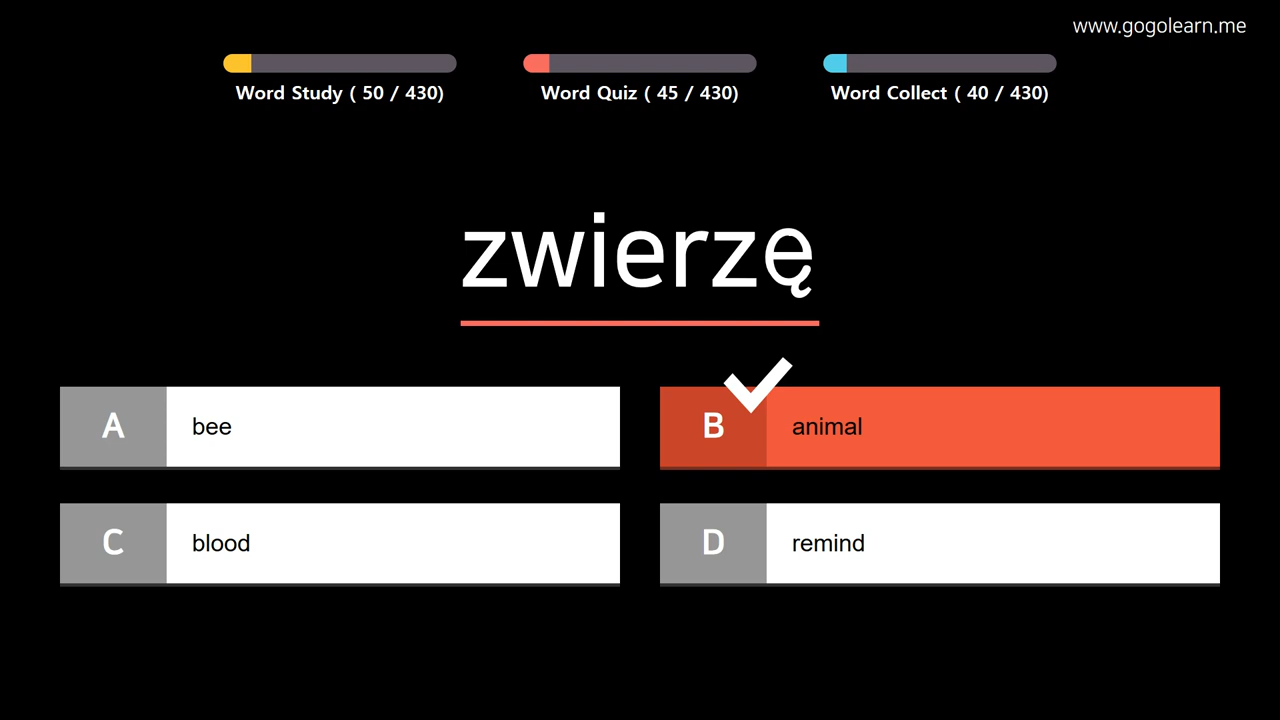 www.gogolearn.me
Word Study ( 50 / 430)
Word Quiz ( 45 / 430)
Word Collect ( 40 / 430)
zwierzę
A bee
B animal
C blood
D remind